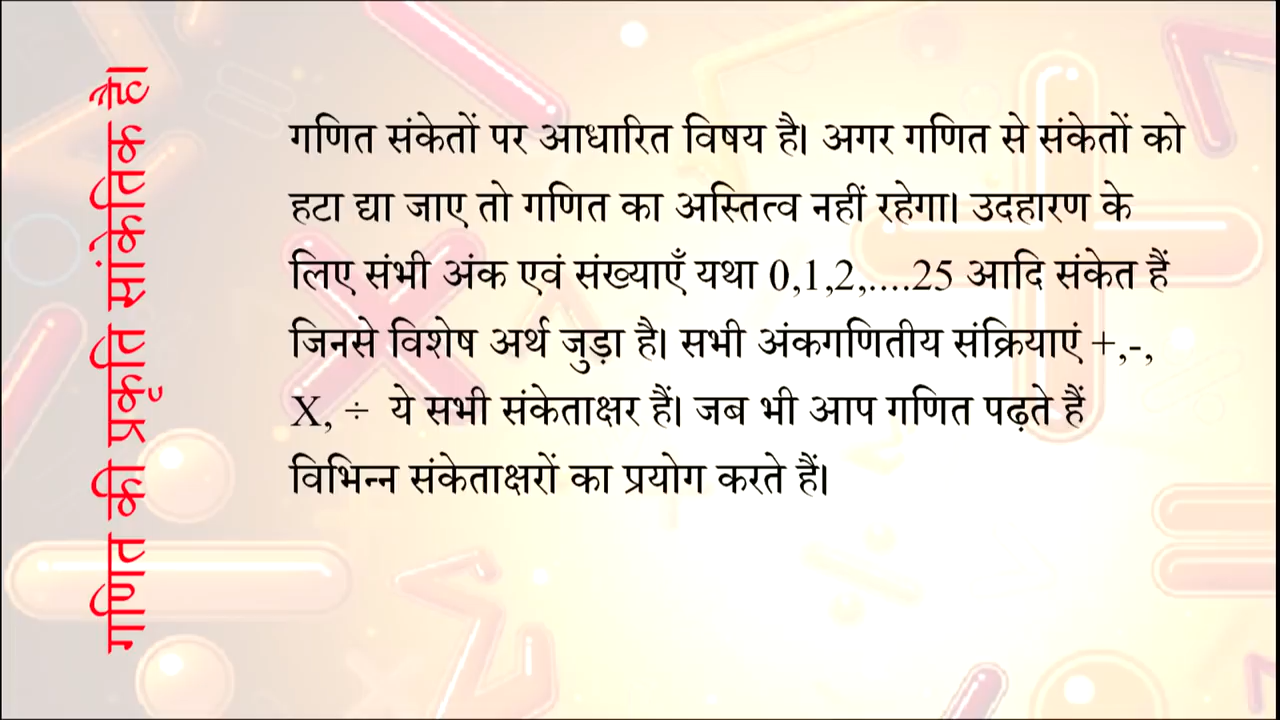 गणित की प्रकृति सांकेतिक है।
गणित संकेतों पर आधारित विषय है। अगर गणित से संकेतों को
हटा द्या जाए तो गणित का अस्तित्व नहीं रहेगा। उदहारण के
लिए संभी अंक एवं संख्याएँ यथा 0,1,2,....25 आदि संकेत हैं
जिनसे विशेष अर्थ जुड़ा है। सभी अंकगणितीय संक्रियाएं +,-,
X, ÷ ये सभी संकेताक्षर हैं। जब भी आप गणित पढ़ते हैं
विभिन्न संकेताक्षरों का प्रयोग करते हैं।